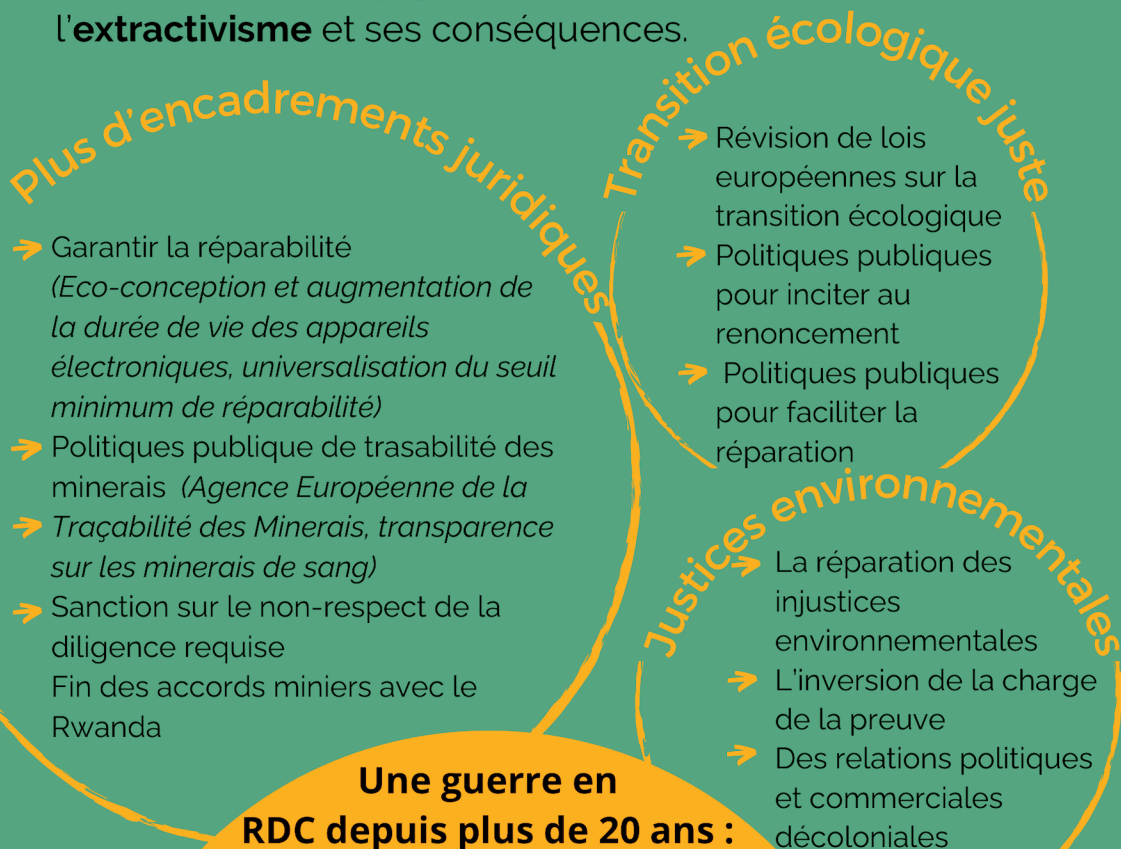 l'extractivisme et ses conséquences.
Plus d'encadrements juridiques
Garantir la réparabilité
(Eco-conception et augmentation de
la durée de vie des appareils
électroniques, universalisation du seuil
minimum de réparabilité)
Politiques publique de trasabilité des
minerais (Agence Européenne de la
Traçabilité des Minerais, transparence
sur les minerais de sang)
Sanction sur le non-respect de la
diligence requise
Fin des accords miniers avec le
Rwanda
Transition écologique juste
Révision de lois
européennes sur la
transition écologique
Politiques publiques
pour inciter au
renoncement
Politiques publiques
pour faciliter la
réparation
Justices environnementales
La réparation des
injustices
environnementales
L'inversion de la charge
de la preuve
Des relations politiques
et commerciales
décoloniales
Une guerre en
RDC depuis plus de 20 ans :